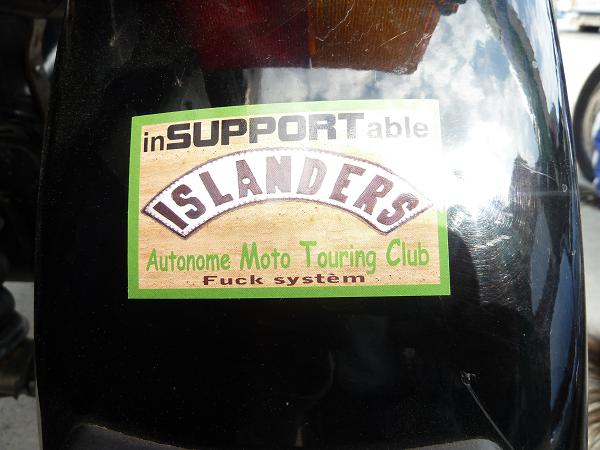 inSUPPORTable
ISLANDERS
Autonome Moto Touring Club
Fuck systèm